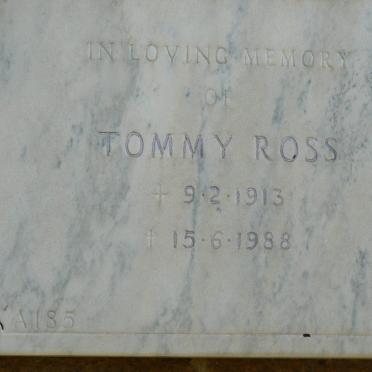 IN LOVING MEMORY
OF
TOMMY ROSS
9·2·1913
† 15·6·1988
A185